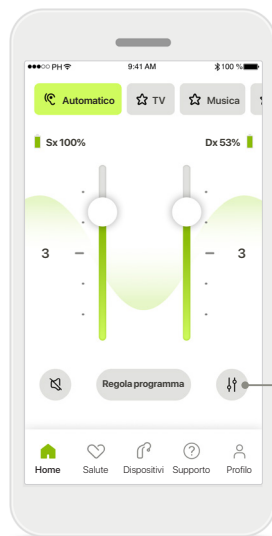 PH 9:41 AM 100 %
Automatico TV Musica
Sx 100% Dx 53%
3 3
Regola programma
Home Salute Dispositivi Supporto Profilo